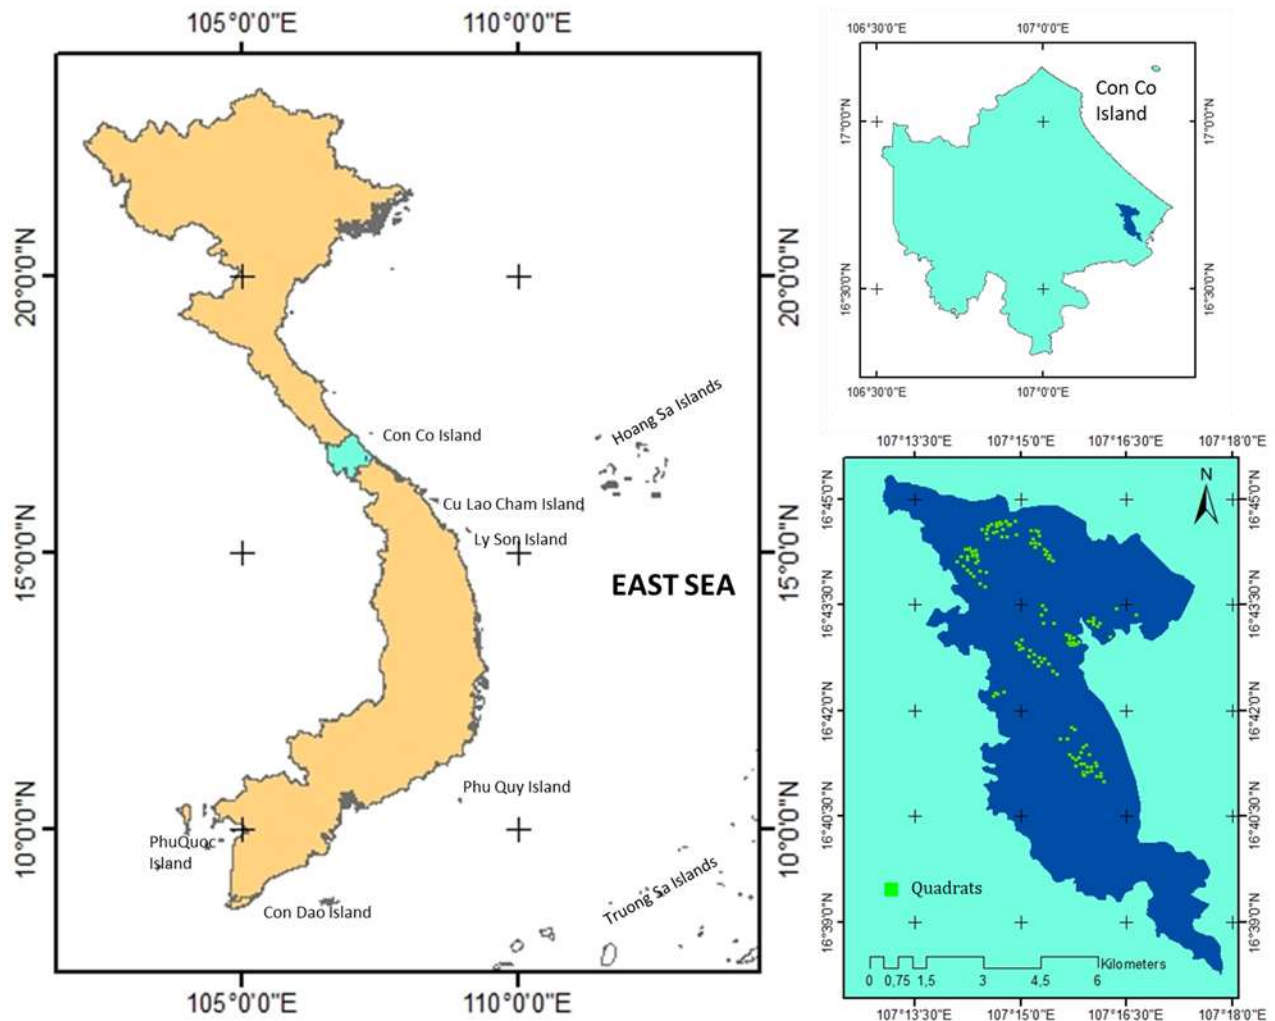 105°0'0"E
110°0'0"E
20°0'0"N
20°0'0"N
15°0'0"N
15°0'0"N
10°0'0"N
10°0'0"N
Con Co Island
Hoang Sa Islands
Cu Lao Cham Island
Ly Son Island
EAST SEA
Phu Quy Island
PhuQuoc
Island
Con Dao Island
Truong Sa Islands
105°0'0"E
110°0'0"E
106°30'0"E
107°0'0"E
Con Co
Island
17°0'0"N
17°0'0"N
16°30'0"N
16°30'0"N
106°30'0"E
107°0'0"E
107°13'30"E
107°15'0"E
107°16'30"E
107°18'0"E
N
16°45'0"N
16°45'0"N
16°43'30"N
16°43'30"N
16°42'0"N
16°42'0"N
16°40'30"N
16°40'30"N
16°39'0"N
16°39'0"N
Quadrats
Kilometers
0 0,75 1,5 3 4,5 6
107°13'30"E
107°15'0"E
107°16'30"E
107°18'0"E